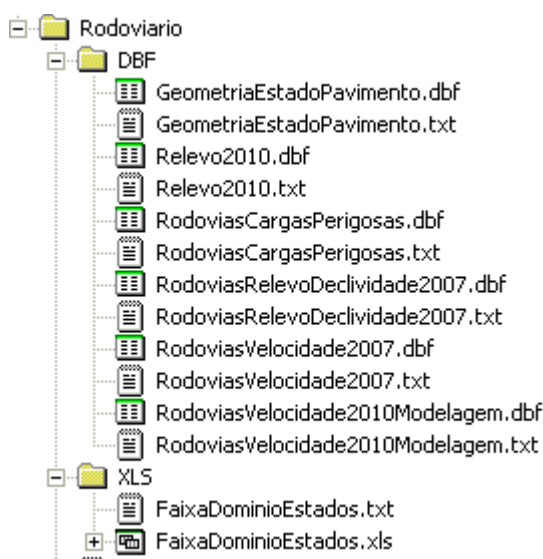 Rodoviario
DBF
GeometriaEstadoPavimento.dbf
GeometriaEstadoPavimento.txt
Relevo2010.dbf
Relevo2010.txt
RodoviasCargasPerigosas.dbf
RodoviasCargasPerigosas.txt
RodoviasRelevoDeclividade2007.dbf
RodoviasRelevoDeclividade2007.txt
RodoviasVelocidade2007.dbf
RodoviasVelocidade2007.txt
RodoviasVelocidade2010Modelagem.dbf
RodoviasVelocidade2010Modelagem.txt
XLS
FaixaDominioEstados.txt
FaixaDominioEstados.xls